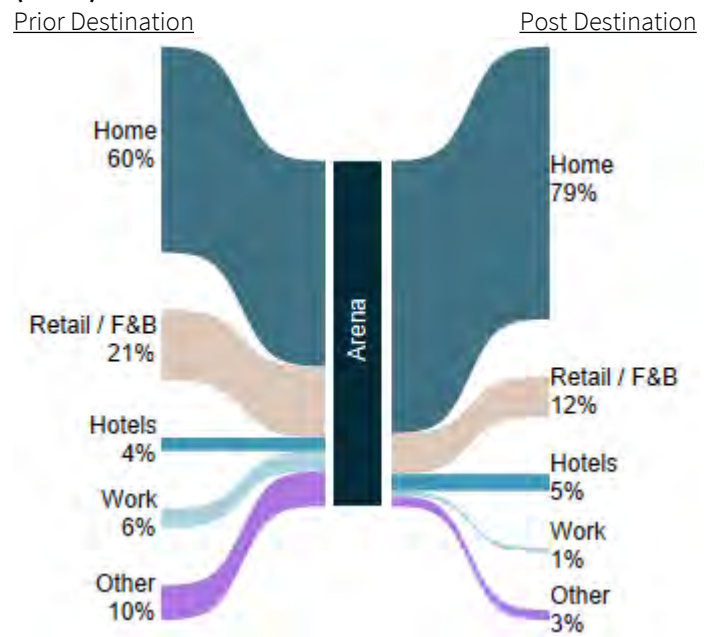 Prior Destination
Post Destination
Home
60%
Retail / F&B
21%
Hotels
4%
Work
6%
Other
10%
Arena
Home
79%
Retail / F&B
12%
Hotels
5%
Work
1%
Other
3%